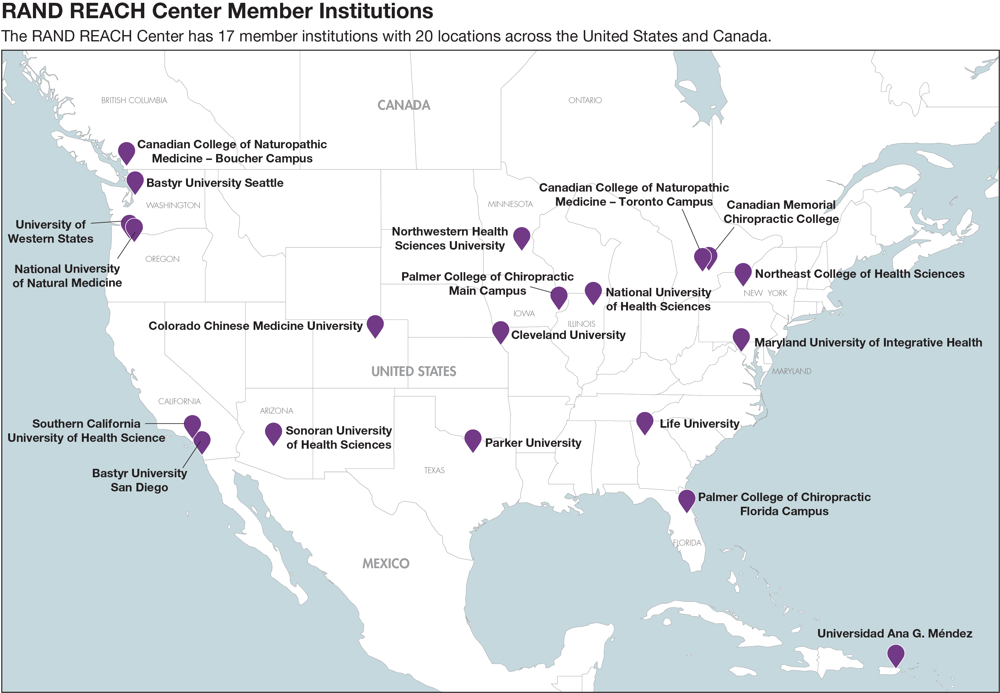 RAND REACH Center Member Institutions
The RAND REACH Center has 17 member institutions with 20 locations across the United States and Canada.
BRITISH COLUMBIA
CANADA
ONTARIO
Canadian College of Naturopathic
Medicine – Boucher Campus
Bastyr University Seattle
WASHINGTON
University of
Western States
National University
of Natural Medicine
OREGON
MINNESOTA
Northwestern Health
Sciences University
Canadian College of Naturopathic
Medicine – Toronto Campus
Canadian Memorial
Chiropractic College
Northeast College of Health Sciences
NEW YORK
Palmer College of Chiropractic
Main Campus
National University
of Health Sciences
IOWA
ILLINOIS
Colorado Chinese Medicine University
Cleveland University
Maryland University of Integrative Health
MARYLAND
UNITED STATES
CALIFORNIA
ARIZONA
Southern California
University of Health Science
Sonoran University
of Health Sciences
Bastyr University
San Diego
Parker University
TEXAS
Life University
Palmer College of Chiropractic
Florida Campus
FLORIDA
MEXICO
Universidad Ana G. Méndez